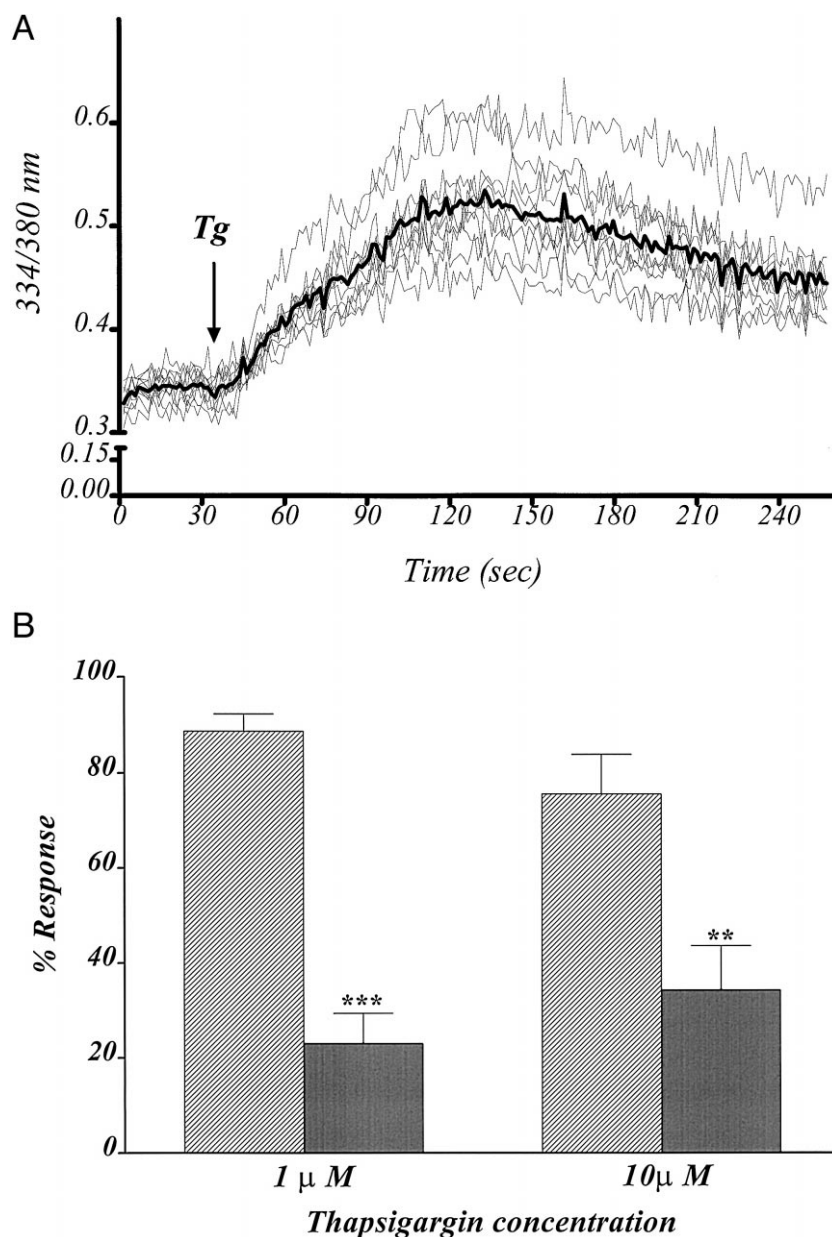 A
334/380 nm
0.6
0.5
0.4
0.3
0.15
0.00
Tg
0 30 60 90 120 150 180 210 240
Time (sec)
B
% Response
100
80
60
40
20
0
***
**
1 μ M 10μ M
Thapsigargin concentration